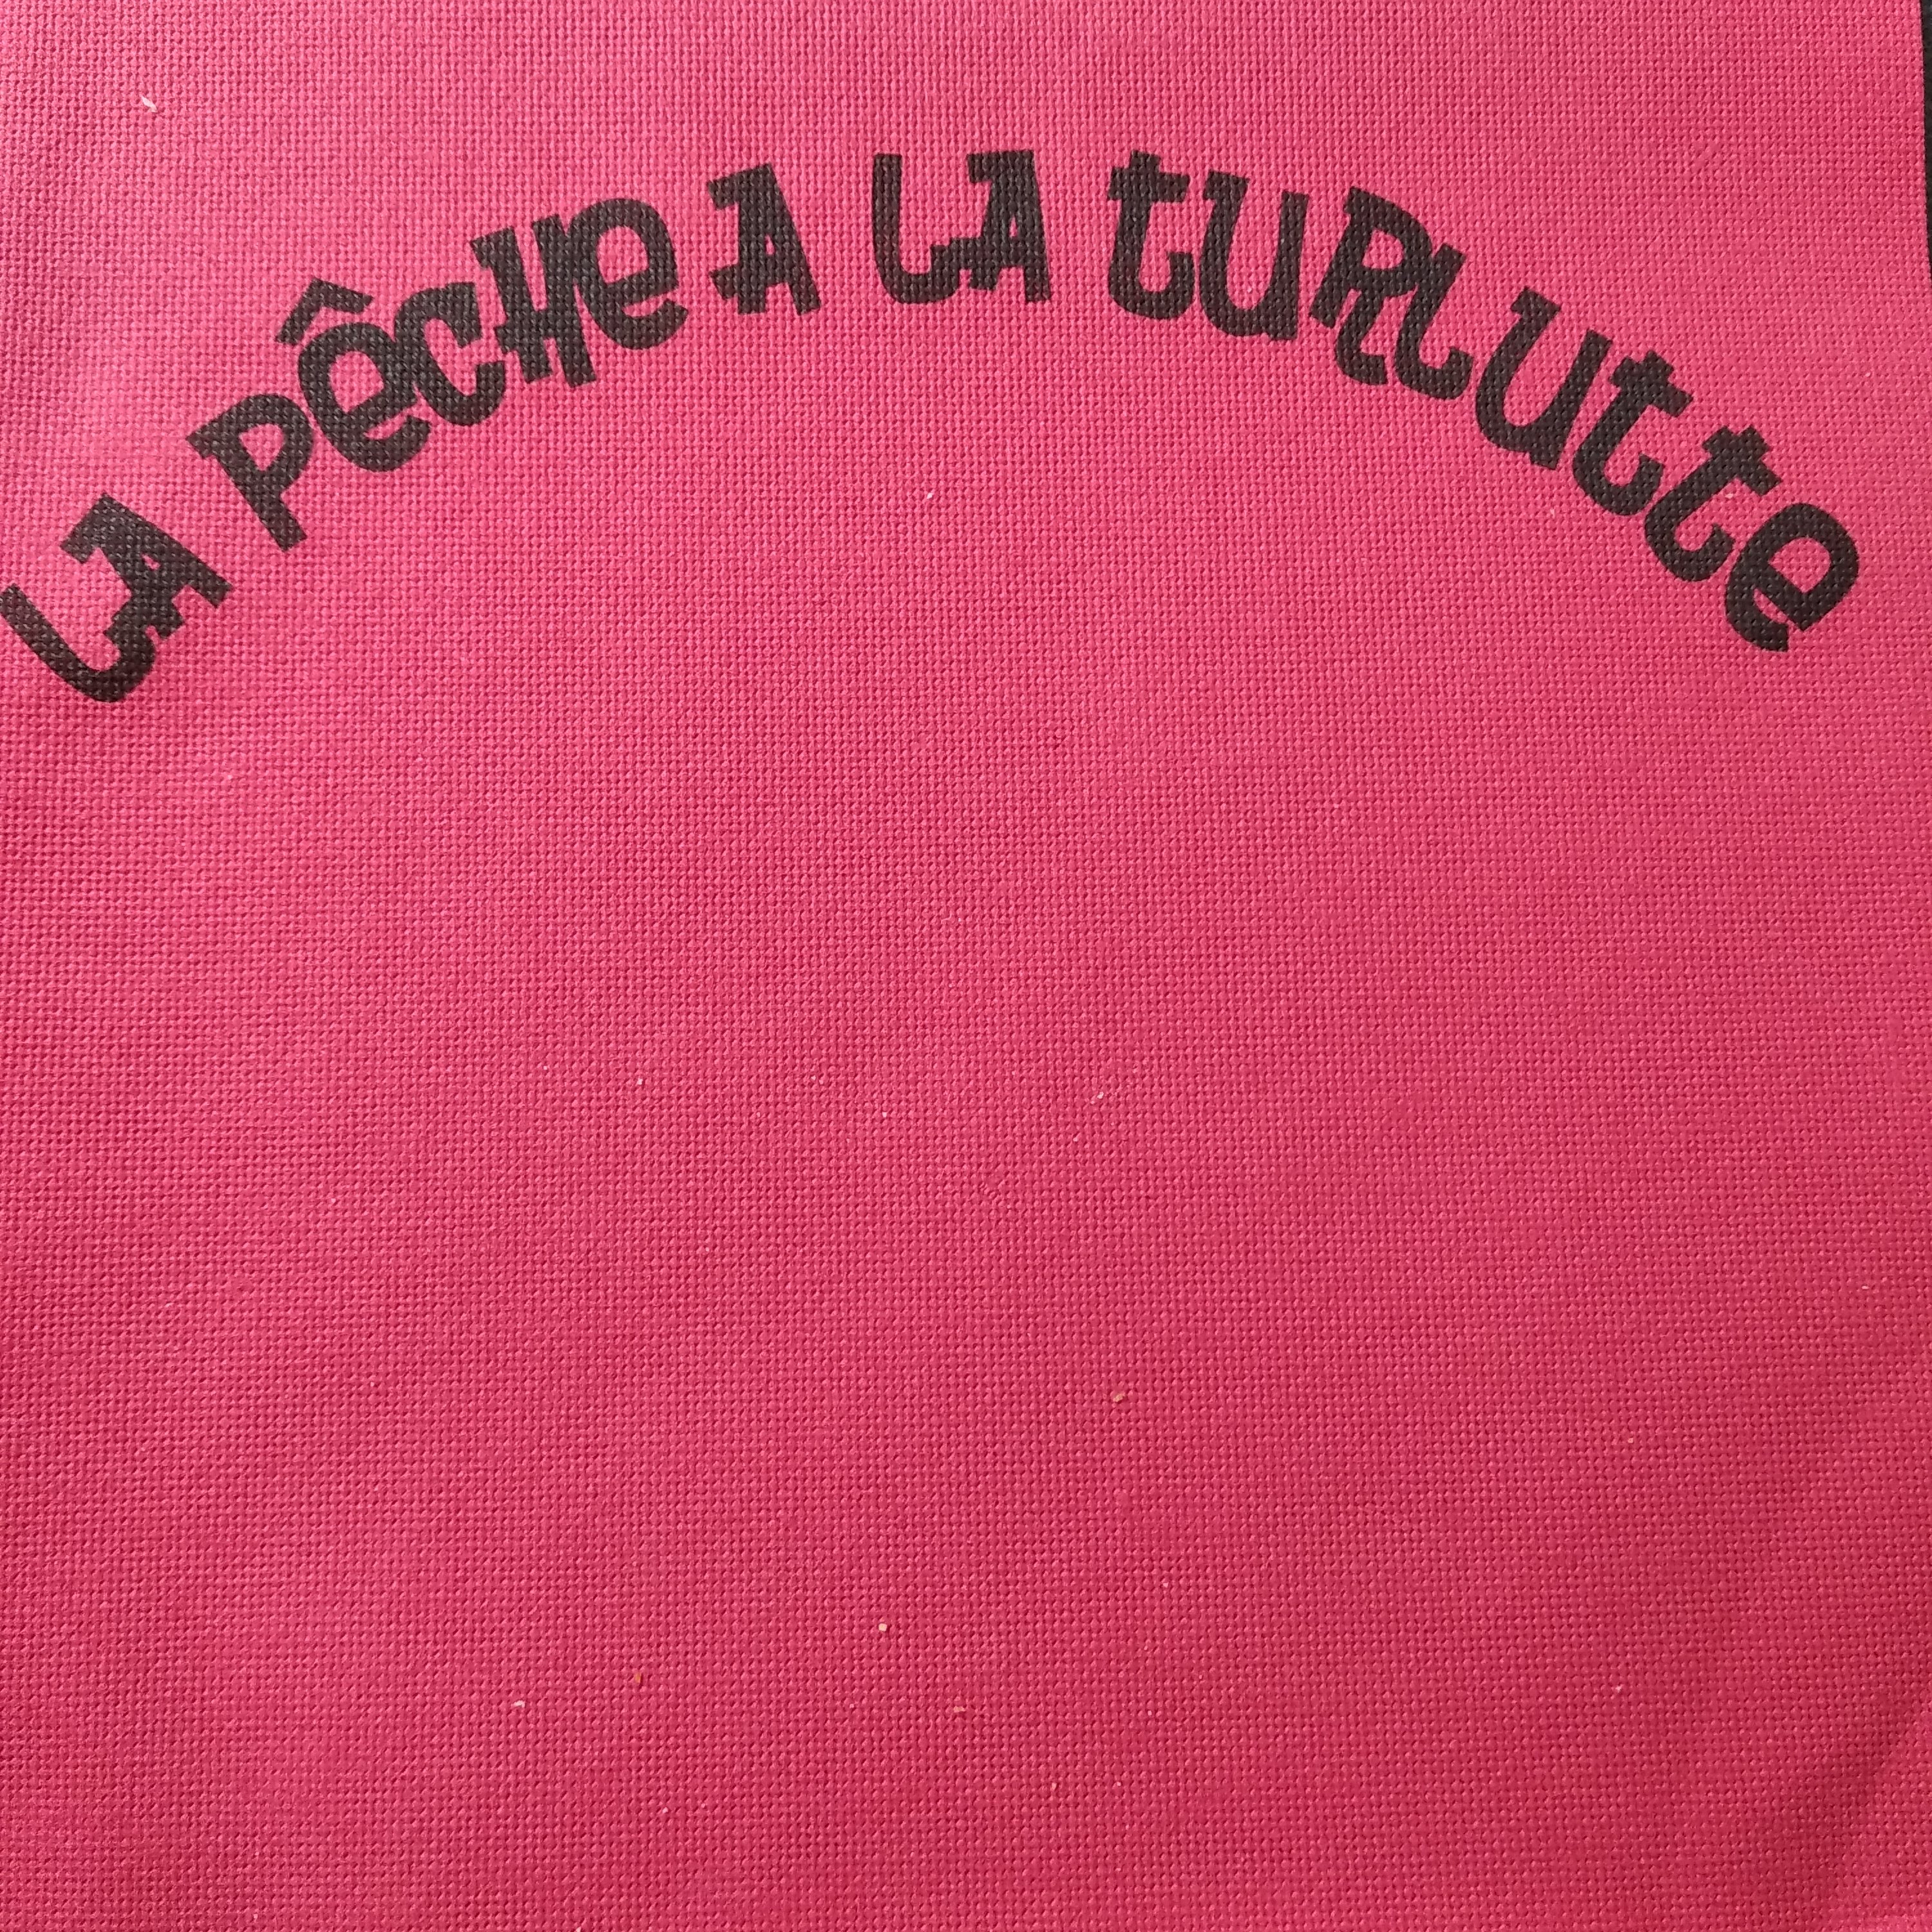 LA PêCHe A LA tuRLutte